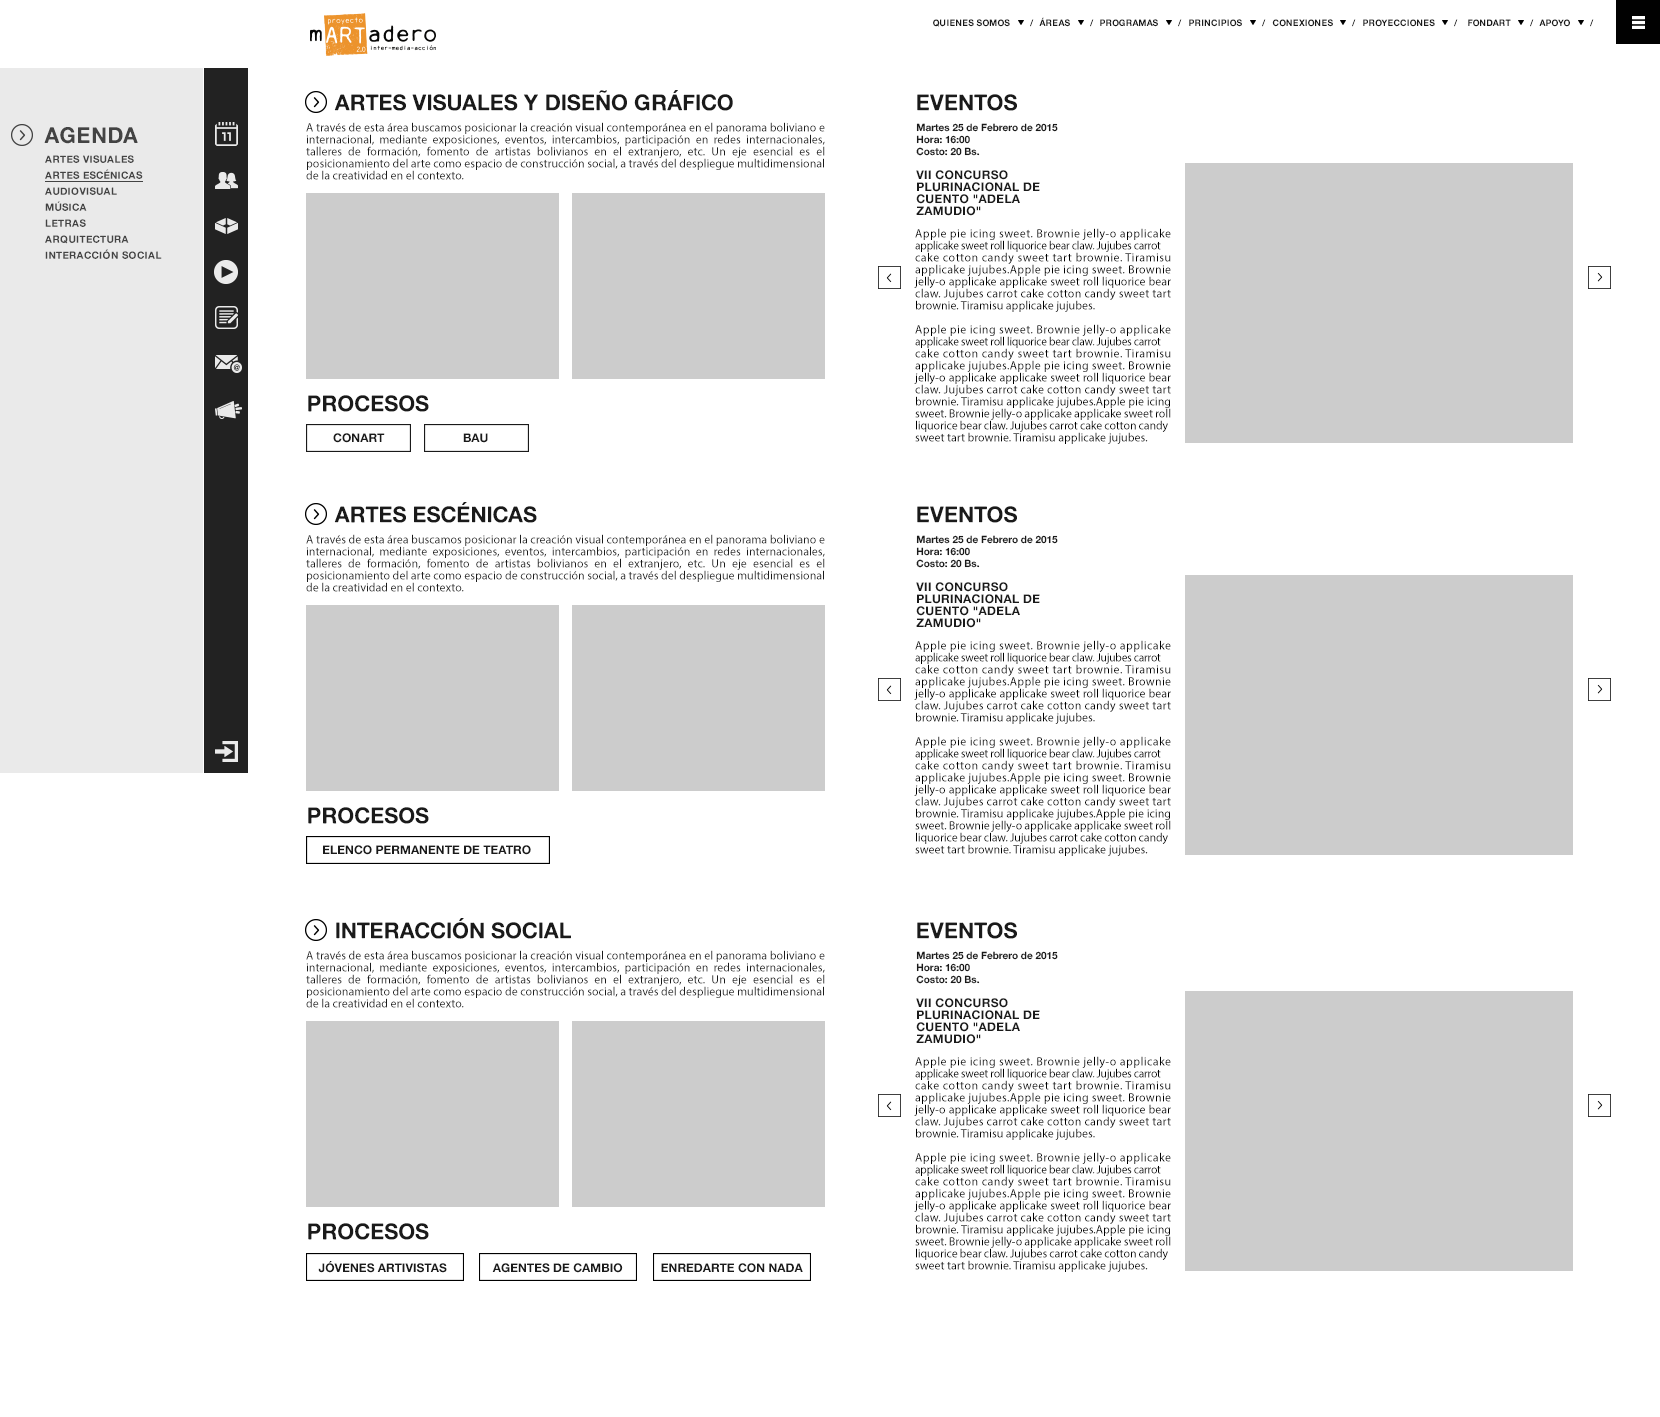 proyecto
mARTadero
2.0 inter-media-acción
QUIENES SOMOS / ÁREAS / PROGRAMAS / PRINCIPIOS / CONEXIONES / PROYECCIONES / FONDART / APOYO /
AGENDA
ARTES VISUALES
ARTES ESCÉNICAS
AUDIOVISUAL
MÚSICA
LETRAS
ARQUITECTURA
INTERACCIÓN SOCIAL
11
@
ARTES VISUALES Y DISEÑO GRÁFICO
A través de esta área buscamos posicionar la creación visual contemporánea en el panorama boliviano e
internacional, mediante exposiciones, eventos, intercambios, participación en redes internacionales,
talleres de formación, fomento de artistas bolivianos en el extranjero, etc. Un eje esencial es el
posicionamiento del arte como espacio de construcción social, a través del despliegue multidimensional
de la creatividad en el contexto.
PROCESOS
CONART
BAU
EVENTOS
Martes 25 de Febrero de 2015
Hora: 16:00
Costo: 20 Bs.
VII CONCURSO
PLURINACIONAL DE
CUENTO "ADELA
ZAMUDIO"
Apple pie icing sweet. Brownie jelly-o applicake
applicake sweet roll liquorice bear claw. Jujubes carrot
cake cotton candy sweet tart brownie. Tiramisu
applicake jujubes.Apple pie icing sweet. Brownie
jelly-o applicake applicake sweet roll liquorice bear
claw. Jujubes carrot cake cotton candy sweet tart
brownie. Tiramisu applicake jujubes.
Apple pie icing sweet. Brownie jelly-o applicake
applicake sweet roll liquorice bear claw. Jujubes carrot
cake cotton candy sweet tart brownie. Tiramisu
applicake jujubes.Apple pie icing sweet. Brownie
jelly-o applicake applicake sweet roll liquorice bear
claw. Jujubes carrot cake cotton candy sweet tart
brownie. Tiramisu applicake jujubes.Apple pie icing
sweet. Brownie jelly-o applicake applicake sweet roll
liquorice bear claw. Jujubes carrot cake cotton candy
sweet tart brownie. Tiramisu applicake jujubes.
ARTES ESCÉNICAS
A través de esta área buscamos posicionar la creación visual contemporánea en el panorama boliviano e
internacional, mediante exposiciones, eventos, intercambios, participación en redes internacionales,
talleres de formación, fomento de artistas bolivianos en el extranjero, etc. Un eje esencial es el
posicionamiento del arte como espacio de construcción social, a través del despliegue multidimensional
de la creatividad en el contexto.
PROCESOS
ELENCO PERMANENTE DE TEATRO
EVENTOS
Martes 25 de Febrero de 2015
Hora: 16:00
Costo: 20 Bs.
VII CONCURSO
PLURINACIONAL DE
CUENTO "ADELA
ZAMUDIO"
Apple pie icing sweet. Brownie jelly-o applicake
applicake sweet roll liquorice bear claw. Jujubes carrot
cake cotton candy sweet tart brownie. Tiramisu
applicake jujubes.Apple pie icing sweet. Brownie
jelly-o applicake applicake sweet roll liquorice bear
claw. Jujubes carrot cake cotton candy sweet tart
brownie. Tiramisu applicake jujubes.
Apple pie icing sweet. Brownie jelly-o applicake
applicake sweet roll liquorice bear claw. Jujubes carrot
cake cotton candy sweet tart brownie. Tiramisu
applicake jujubes.Apple pie icing sweet. Brownie
jelly-o applicake applicake sweet roll liquorice bear
claw. Jujubes carrot cake cotton candy sweet tart
brownie. Tiramisu applicake jujubes.Apple pie icing
sweet. Brownie jelly-o applicake applicake sweet roll
liquorice bear claw. Jujubes carrot cake cotton candy
sweet tart brownie. Tiramisu applicake jujubes.
INTERACCIÓN SOCIAL
A través de esta área buscamos posicionar la creación visual contemporánea en el panorama boliviano e
internacional, mediante exposiciones, eventos, intercambios, participación en redes internacionales,
talleres de formación, fomento de artistas bolivianos en el extranjero, etc. Un eje esencial es el
posicionamiento del arte como espacio de construcción social, a través del despliegue multidimensional
de la creatividad en el contexto.
PROCESOS
JÓVENES ARTIVISTAS
AGENTES DE CAMBIO
ENREDARTE CON NADA
EVENTOS
Martes 25 de Febrero de 2015
Hora: 16:00
Costo: 20 Bs.
VII CONCURSO
PLURINACIONAL DE
CUENTO "ADELA
ZAMUDIO"
Apple pie icing sweet. Brownie jelly-o applicake
applicake sweet roll liquorice bear claw. Jujubes carrot
cake cotton candy sweet tart brownie. Tiramisu
applicake jujubes.Apple pie icing sweet. Brownie
jelly-o applicake applicake sweet roll liquorice bear
claw. Jujubes carrot cake cotton candy sweet tart
brownie. Tiramisu applicake jujubes.
Apple pie icing sweet. Brownie jelly-o applicake
applicake sweet roll liquorice bear claw. Jujubes carrot
cake cotton candy sweet tart brownie. Tiramisu
applicake jujubes.Apple pie icing sweet. Brownie
jelly-o applicake applicake sweet roll liquorice bear
claw. Jujubes carrot cake cotton candy sweet tart
brownie. Tiramisu applicake jujubes.Apple pie icing
sweet. Brownie jelly-o applicake applicake sweet roll
liquorice bear claw. Jujubes carrot cake cotton candy
sweet tart brownie. Tiramisu applicake jujubes.